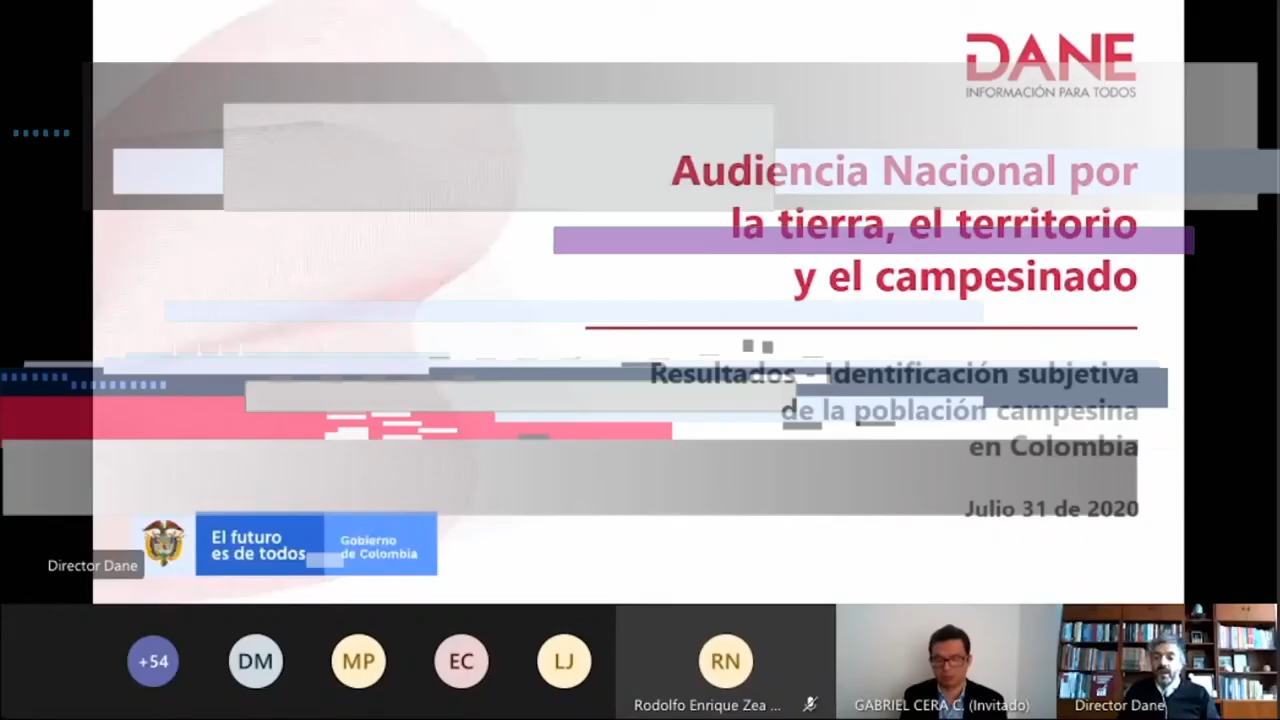 DANE
INFORMACIÓN PARA TODOS
Audiencia Nacional por
la tierra, el territorio
y el campesinado
Resultados - Identificación subjetiva
de la población campesina
en Colombia
Julio 31 de 2020
El futuro
es de todos
Gobierno
de Colombia
Director Dane
+54
DM
MP
EC
LJ
RN
Rodolfo Enrique Zea ...
GABRIEL CERA C. (Invitado)
Director Dane